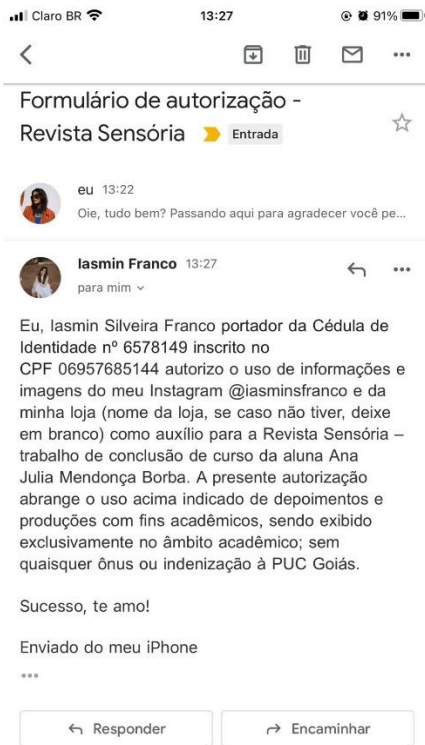 Claro BR 13:27 91%
Formulário de autorização -
Revista Sensória Entrada
eu 13:22
Oie, tudo bem? Passando aqui para agradecer você pe...
Iasmin Franco 13:27
para mim
Eu, Iasmin Silveira Franco portador da Cédula de
Identidade nº 6578149 inscrito no
CPF 06957685144 autorizo o uso de informações e
imagens do meu Instagram @iasminsfranco e da
minha loja (nome da loja, se caso não tiver, deixe
em branco) como auxílio para a Revista Sensória –
trabalho de conclusão de curso da aluna Ana
Julia Mendonça Borba. A presente autorização
abrange o uso acima indicado de depoimentos e
produções com fins acadêmicos, sendo exibido
exclusivamente no âmbito acadêmico; sem
quaisquer ônus ou indenização à PUC Goiás.
Sucesso, te amo!
Enviado do meu iPhone
Responder Encaminhar